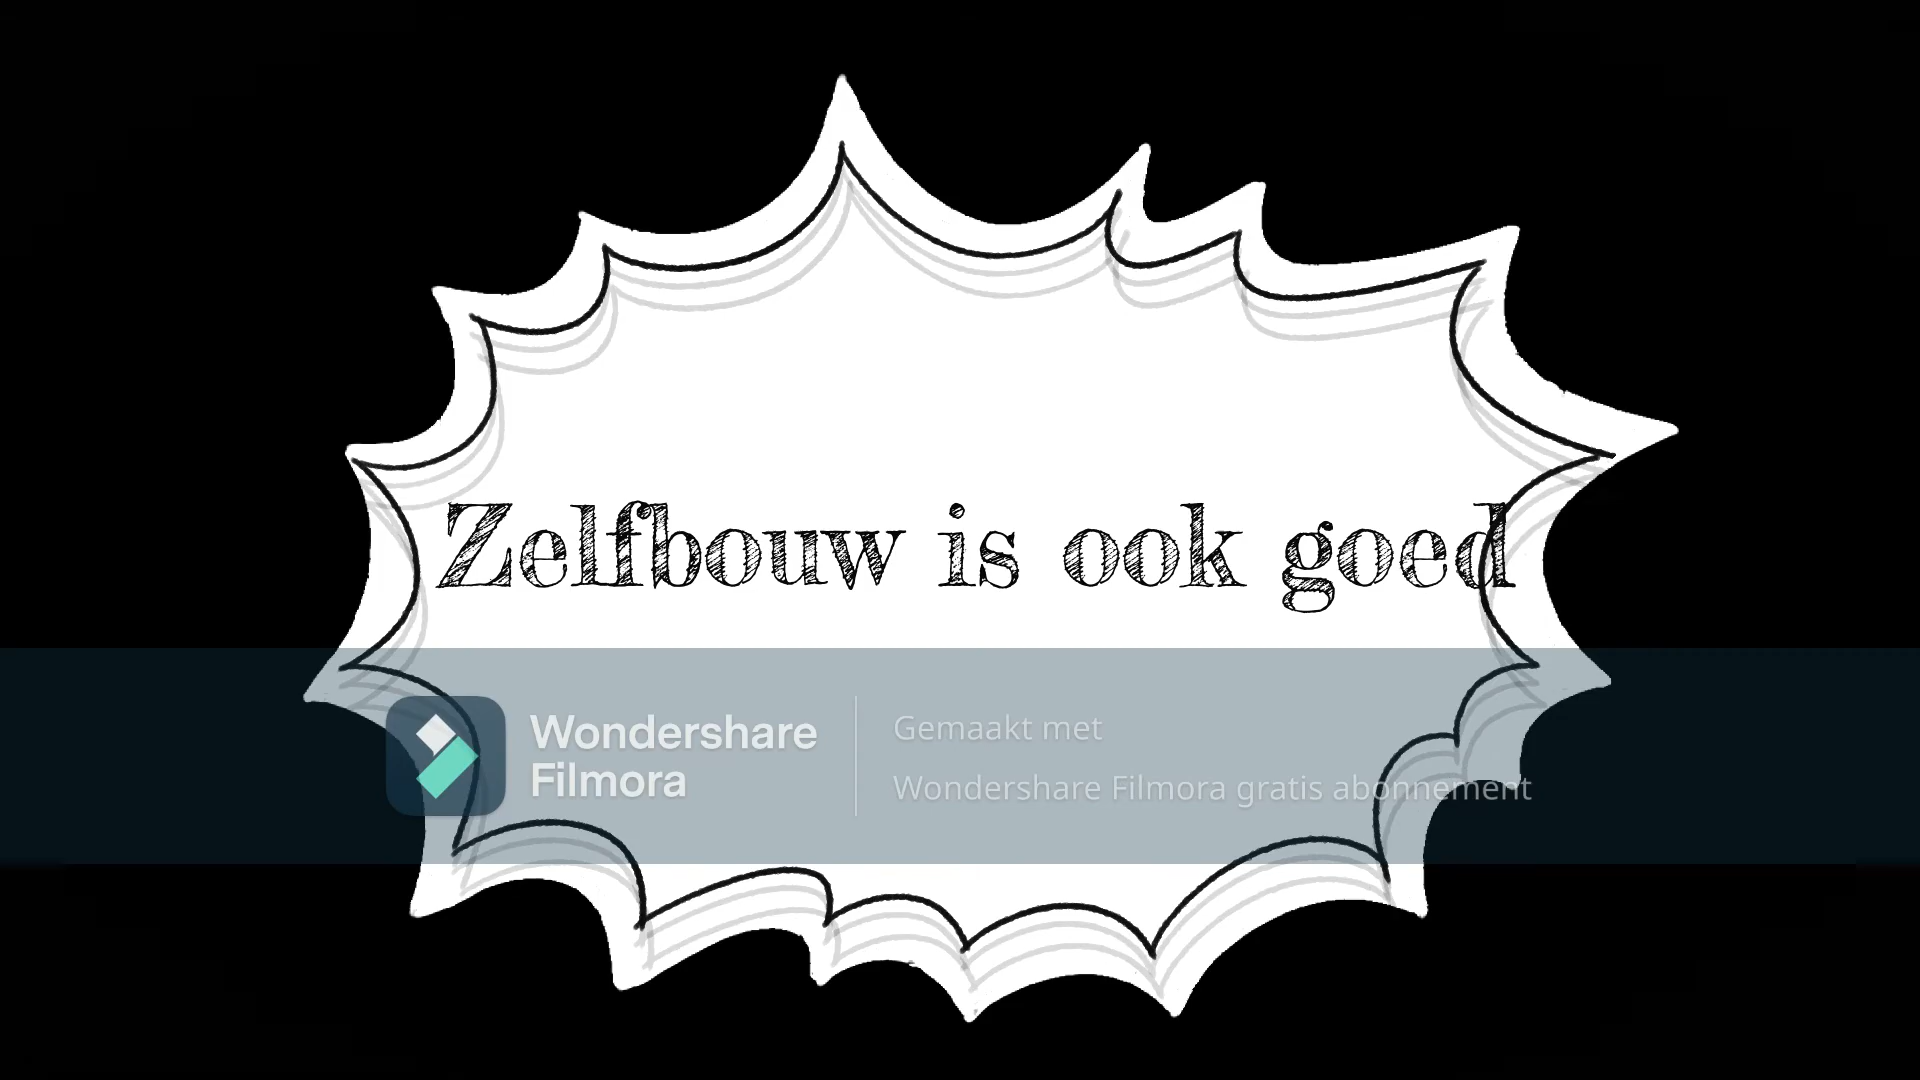 Zelfbouw is ook goed
Wondershare
Filmora
Gemaakt met
Wondershare Filmora gratis abonnement